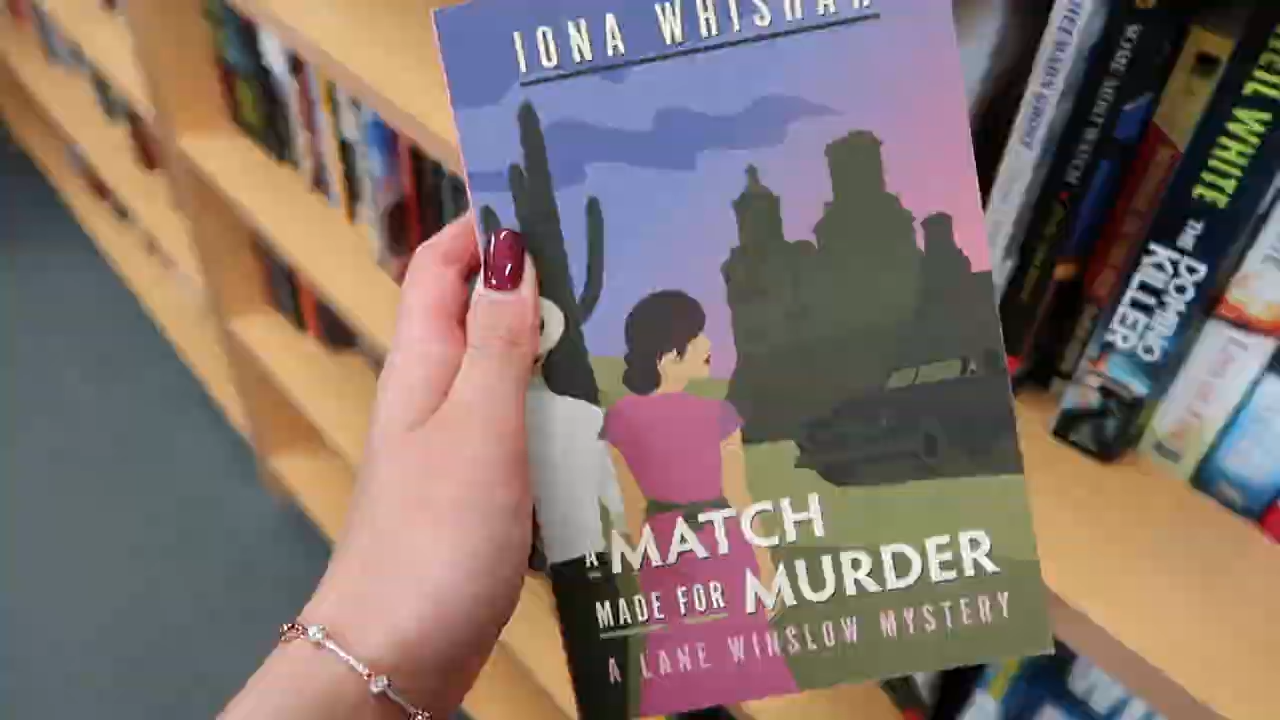 IONA WHISHAW
A MATCH
MADE FOR MURDER
A LANE WINSLOW MYSTERY
WHITE
THE DOMINO KILLER